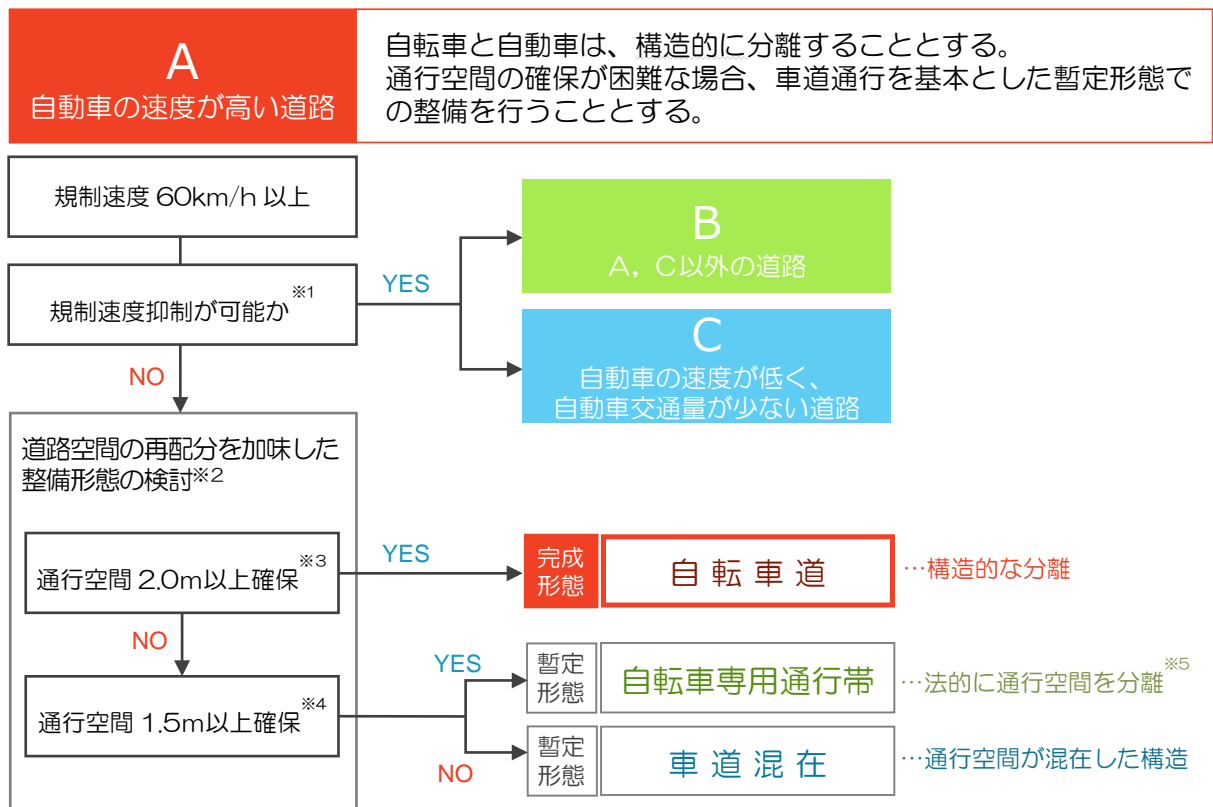 A
自動車の速度が高い道路
自転車と自動車は、構造的に分離することとする。
通行空間の確保が困難な場合、車道通行を基本とした暫定形態で
の整備を行うこととする。
規制速度 60km/h 以上
規制速度抑制が可能か※1
YES
B
A，C以外の道路
C
自動車の速度が低く、
自動車交通量が少ない道路
NO
道路空間の再配分を加味した
整備形態の検討※2
通行空間 2.0m以上確保※3
YES
完成
形態
自転車道
…構造的な分離
NO
通行空間 1.5m以上確保※4
YES
暫定
形態
自転車専用通行帯
…法的に通行空間を分離※5
NO
暫定
形態
車道混在
…通行空間が混在した構造